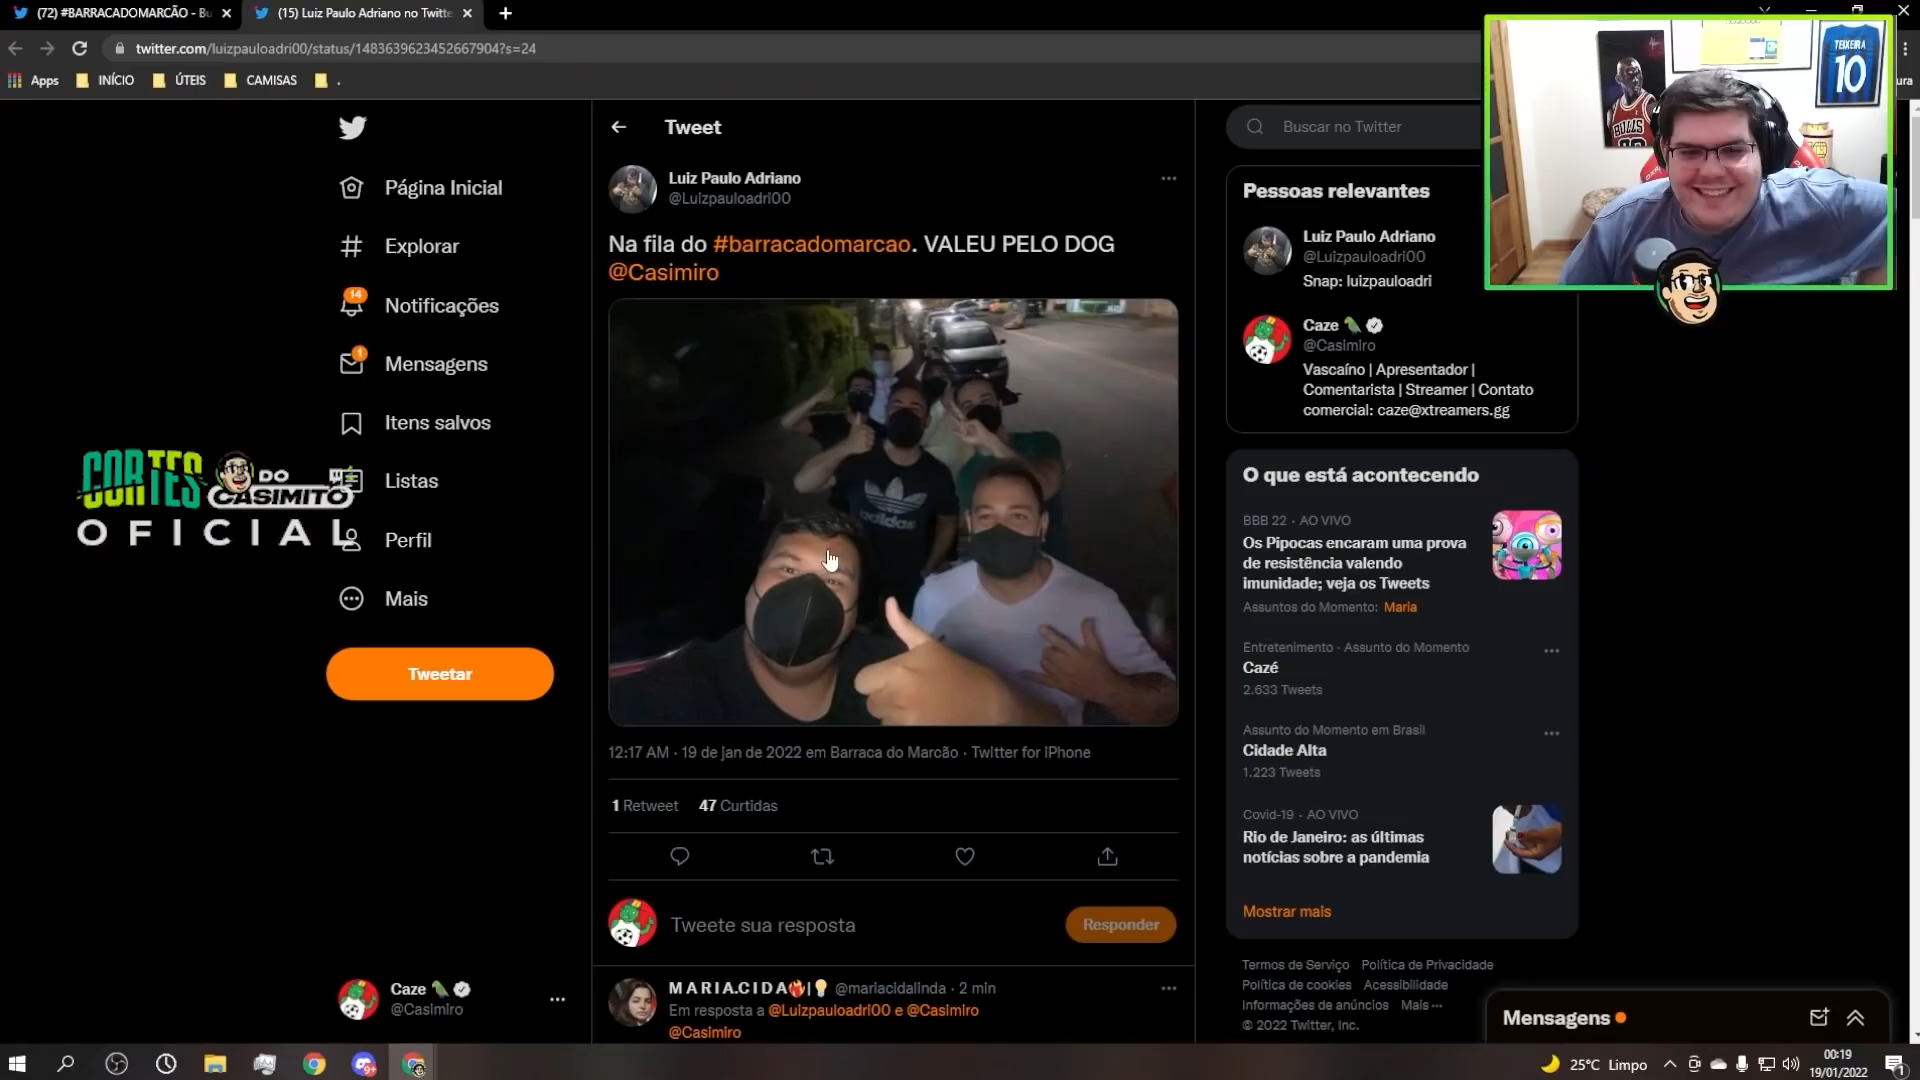 (72) #BARRACADOMARCÃO - Bu
(15) Luiz Paulo Adriano no Twitte
twitter.com/luizpauloadri00/status/1483639623452667904?s=24
Apps
INÍCIO
ÚTEIS
CAMISAS
.
ura
TEIXEIRA
10
BULLS
Tweet
Buscar no Twitter
Luiz Paulo Adriano
@Luizpauloadri00
Na fila do #barracadomarcao. VALEU PELO DOG
@Casimiro
adidas
12:17 AM · 19 de jan de 2022 em Barraca do Marcão · Twitter for iPhone
1 Retweet 47 Curtidas
Tweete sua resposta
Responder
M A R I A.C I D A | @mariacidalinda · 2 min
Em resposta a @Luizpauloadri00 e @Casimiro
@Casimiro
Página Inicial
Explorar
14
Notificações
1
Mensagens
Itens salvos
Listas
Perfil
Mais
Tweetar
CORTES DO
CASIMITO
OFICIAL
Caze
@Casimiro
Pessoas relevantes
Luiz Paulo Adriano
@Luizpauloadri00
Snap: luizpauloadri
Caze
@Casimiro
Vascaíno | Apresentador |
Comentarista | Streamer | Contato
comercial: caze@xtreamers.gg
O que está acontecendo
BBB 22 · AO VIVO
Os Pipocas encaram uma prova
de resistência valendo
imunidade; veja os Tweets
Assuntos do Momento: Maria
Entretenimento · Assunto do Momento
Cazé
2.633 Tweets
Assunto do Momento em Brasil
Cidade Alta
1.223 Tweets
Covid-19 · AO VIVO
Rio de Janeiro: as últimas
notícias sobre a pandemia
Mostrar mais
Termos de Serviço Política de Privacidade
Política de cookies Acessibilidade
Informações de anúncios Mais ···
© 2022 Twitter, Inc.
Mensagens
9+
25°C Limpo
00:19
19/01/2022
1